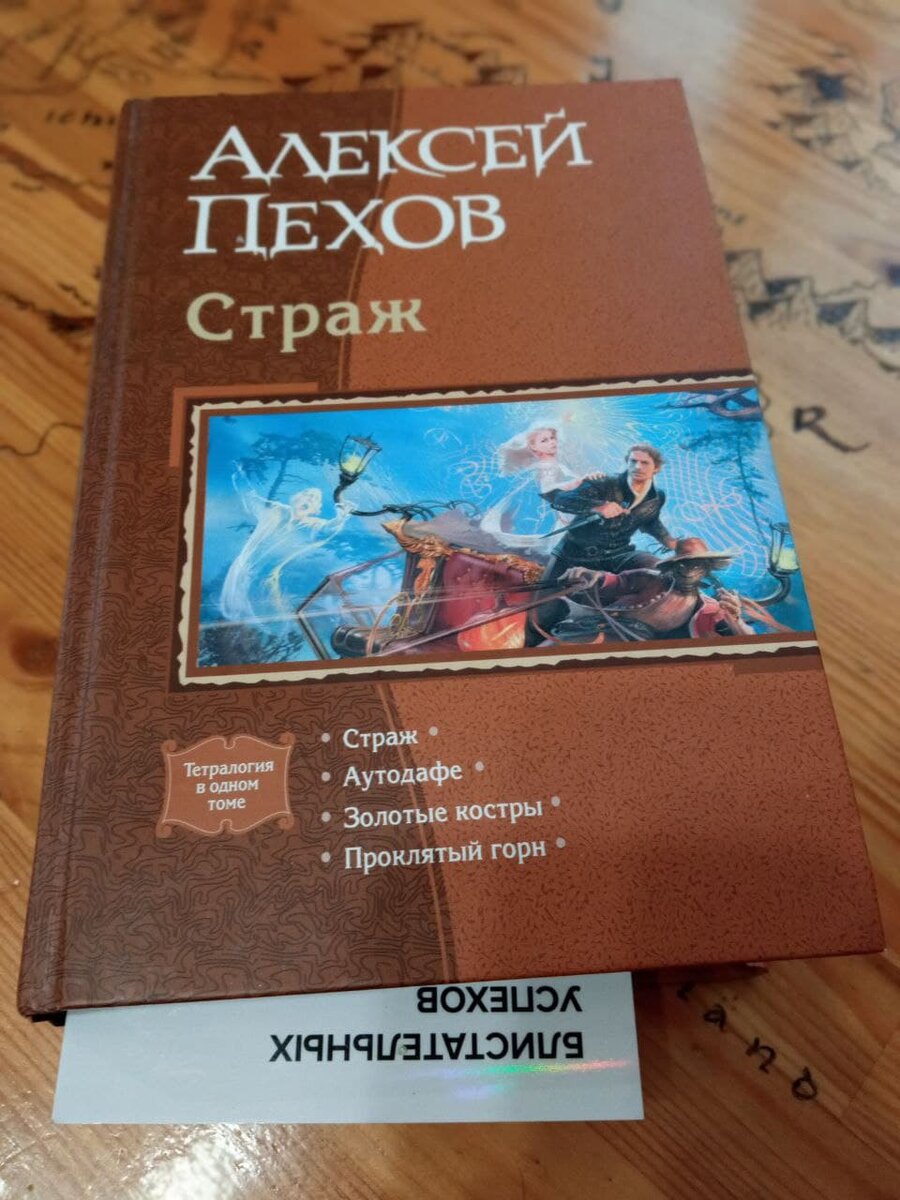 АЛЕКСЕЙ
ПЕХОВ
Страж
Тетралогия
в одном
томе
• Страж •
• Аутодафе •
• Золотые костры •
• Проклятый горн •
БЛИСТАТЕЛЬНЫХ
УСПЕХОВ